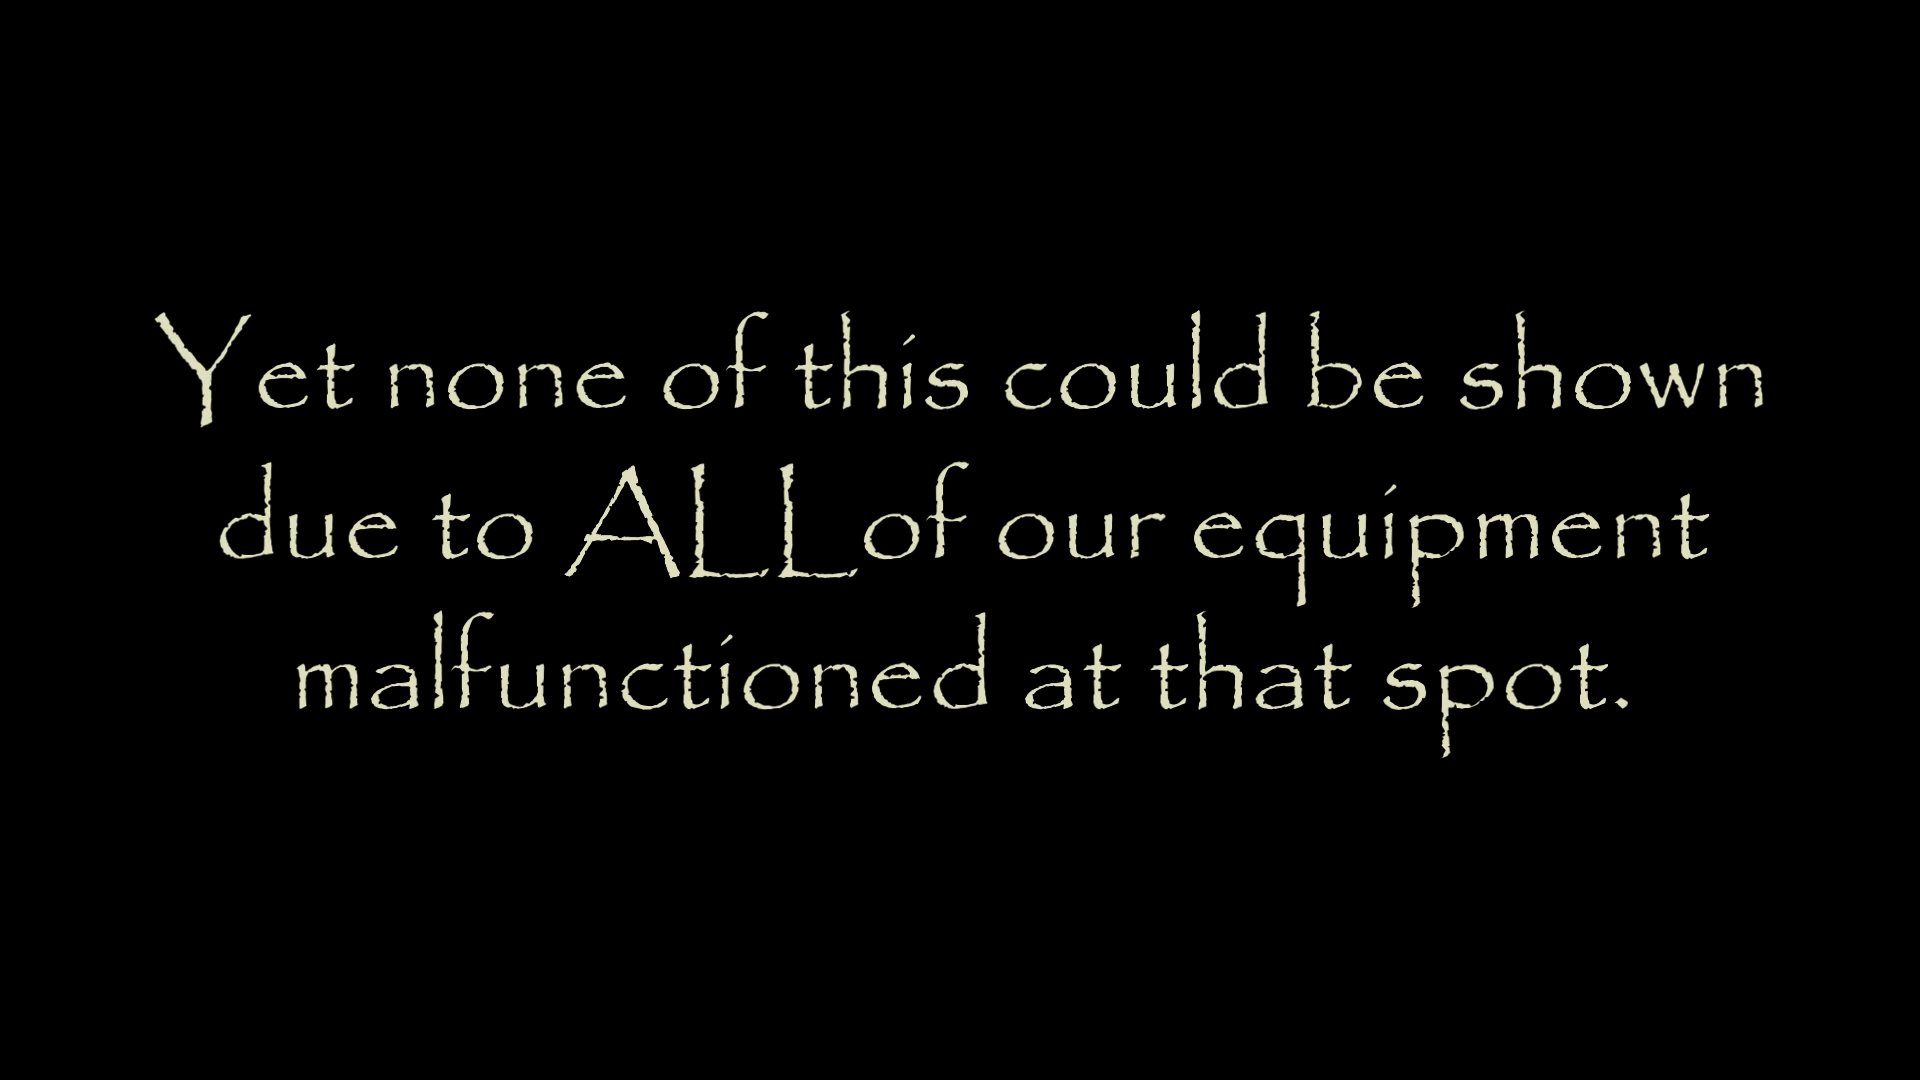 Yet none of this could be shown
due to ALL of our equipment
malfunctioned at that spot.